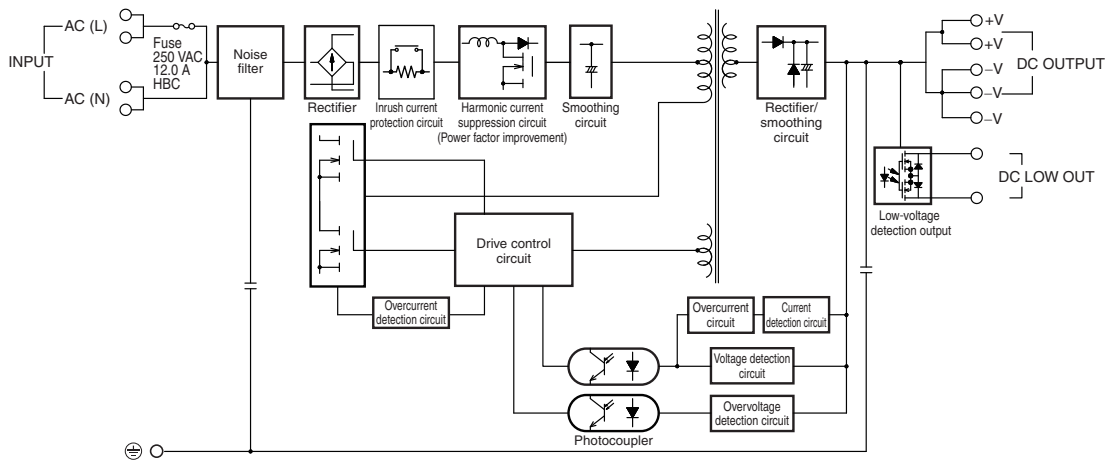 INPUT
AC (L)
AC (N)
Fuse
250 VAC
12.0 A
HBC
Noise
filter
Rectifier
Inrush current
protection circuit
Harmonic current
suppression circuit
(Power factor improvement)
Smoothing
circuit
Rectifier/
smoothing
circuit
+V
+V
−V
−V
−V
DC OUTPUT
DC LOW OUT
Low-voltage
detection output
Drive control
circuit
Overcurrent
detection circuit
Overcurrent
circuit
Current
detection circuit
Voltage detection
circuit
Overvoltage
detection circuit
Photocoupler